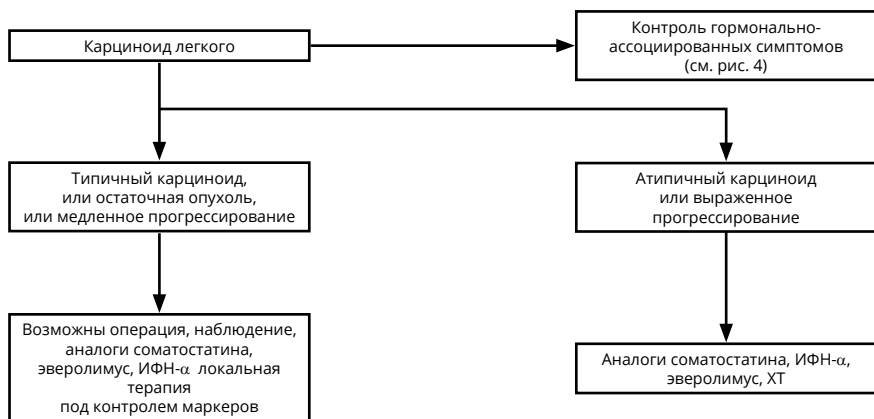 Карциноид легкого
Контроль гормонально-
ассоциированных симптомов
(см. рис. 4)
Типичный карциноид,
или остаточная опухоль,
или медленное прогрессирование
Атипичный карциноид
или выраженное
прогрессирование
Возможны операция, наблюдение,
аналоги соматостатина,
эверолимус, ИФН-α локальная
терапия
под контролем маркеров
Аналоги соматостатина, ИФН-α,
эверолимус, ХТ